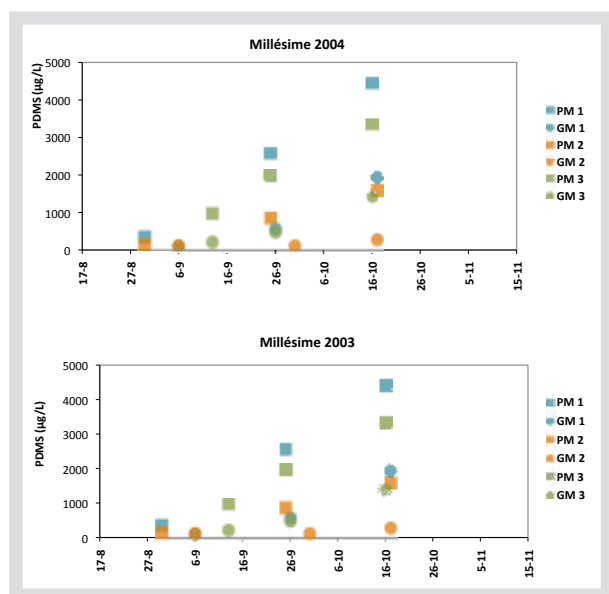 Millésime 2004
PDMS (µg/L)
5000
4000
3000
2000
1000
0
17-8
27-8
6-9
16-9
26-9
6-10
16-10
26-10
5-11
15-11
PM 1
GM 1
PM 2
GM 2
PM 3
GM 3
Millésime 2003
PDMS (µg/L)
5000
4000
3000
2000
1000
0
17-8
27-8
6-9
16-9
26-9
6-10
16-10
26-10
5-11
15-11
PM 1
GM 1
PM 2
GM 2
PM 3
GM 3